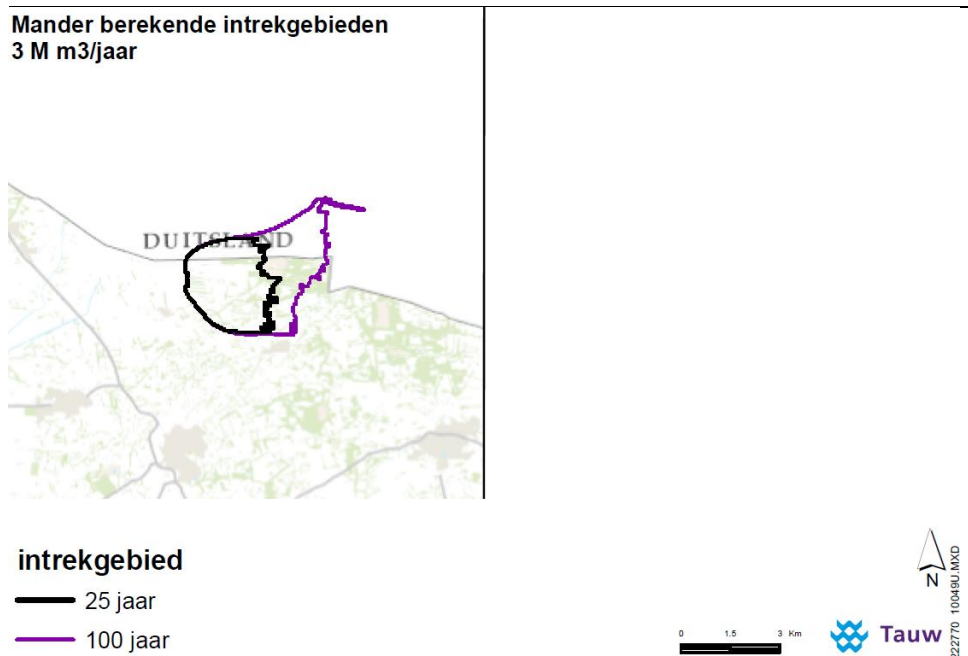 Mander berekende intrekgebieden
3 M m3/jaar
DUITSLAND
intrekgebied
25 jaar
100 jaar
0 1.5 3 Km
N
Tauw
222770 10049U.MXD